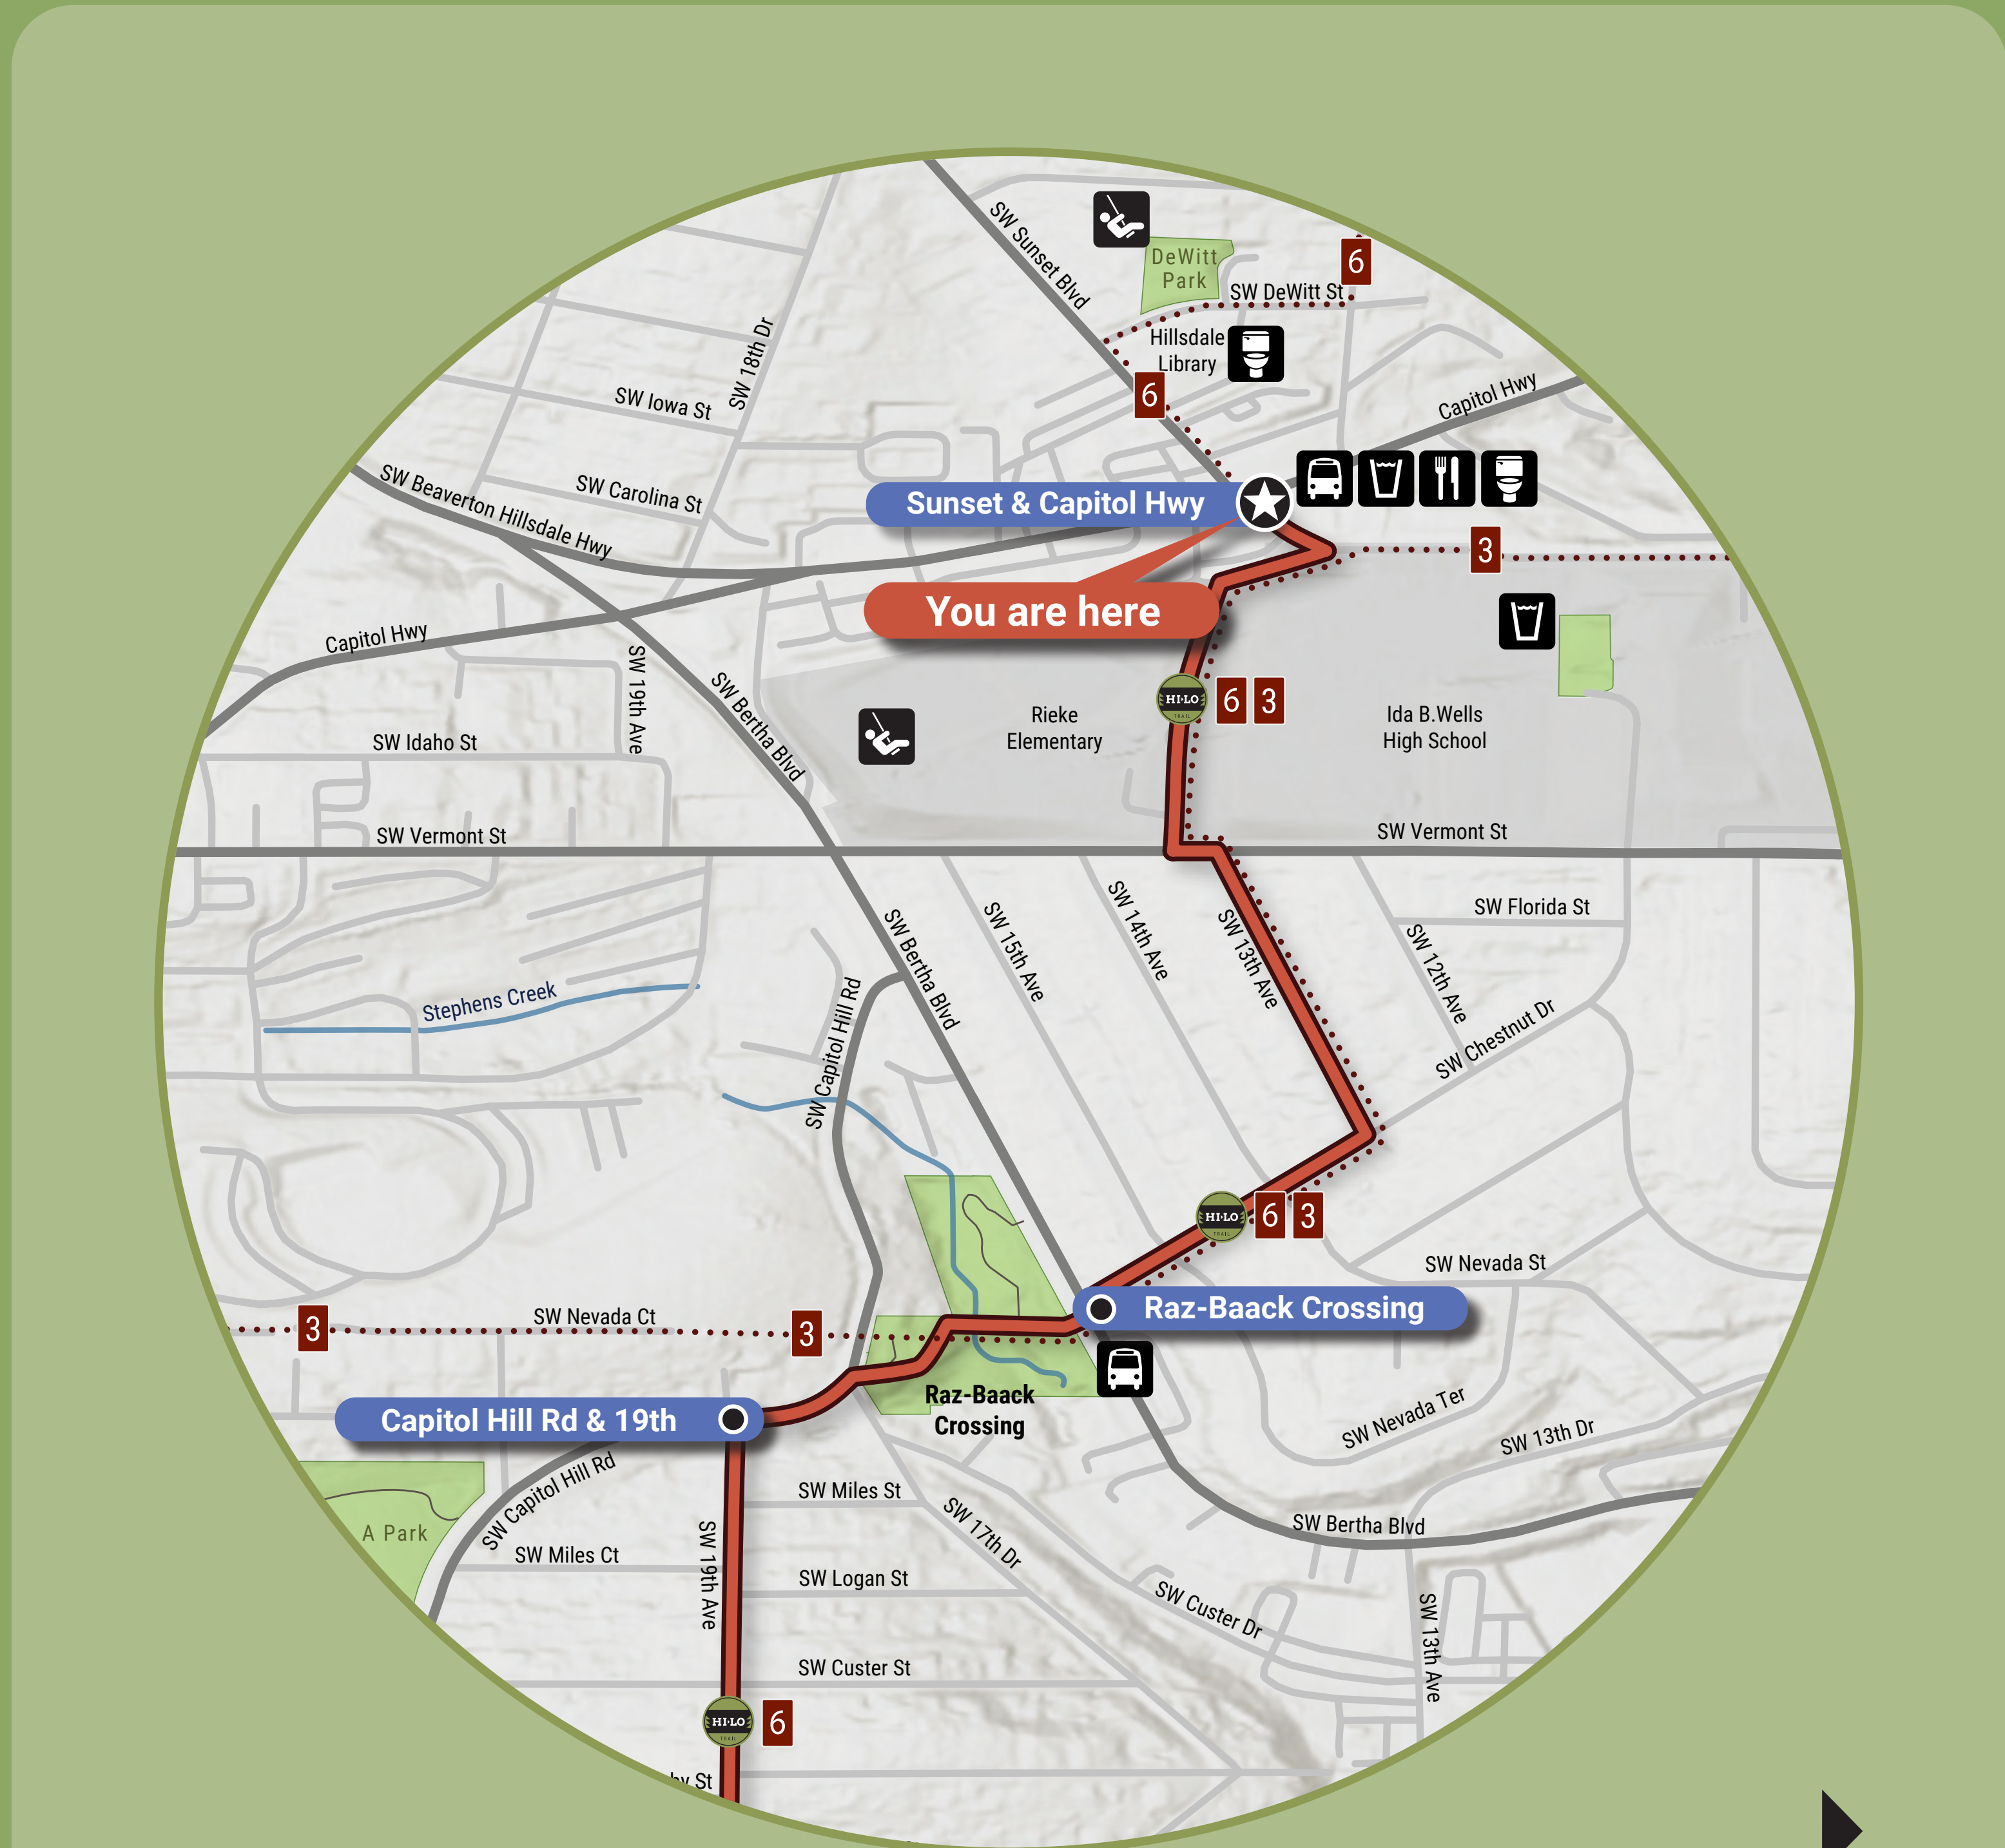 SW Sunset Blvd
DeWitt
Park
6
SW DeWitt St
Hillsdale
Library
6
SW 18th Dr
SW Iowa St
Capitol Hwy
SW Beaverton Hillsdale Hwy
SW Carolina St
Sunset & Capitol Hwy
3
You are here
Capitol Hwy
SW 19th Ave
SW Bertha Blvd
HI-LO
TRAIL
6 3
Rieke
Elementary
Ida B.Wells
High School
SW Idaho St
SW Vermont St
SW Vermont St
SW Florida St
SW Bertha Blvd
SW 15th Ave
SW 14th Ave
SW 13th Ave
SW 12th Ave
Stephens Creek
SW Capitol Hill Rd
SW Chestnut Dr
HI-LO
TRAIL
6 3
SW Nevada St
Raz-Baack Crossing
3
SW Nevada Ct
3
Raz-Baack
Crossing
Capitol Hill Rd & 19th
SW Nevada Ter
SW 13th Dr
SW Capitol Hill Rd
SW Miles St
SW 17th Dr
SW Bertha Blvd
A Park
SW Miles Ct
SW 19th Ave
SW Logan St
SW Custer Dr
SW 13th Ave
SW Custer St
HI-LO
TRAIL
6
St